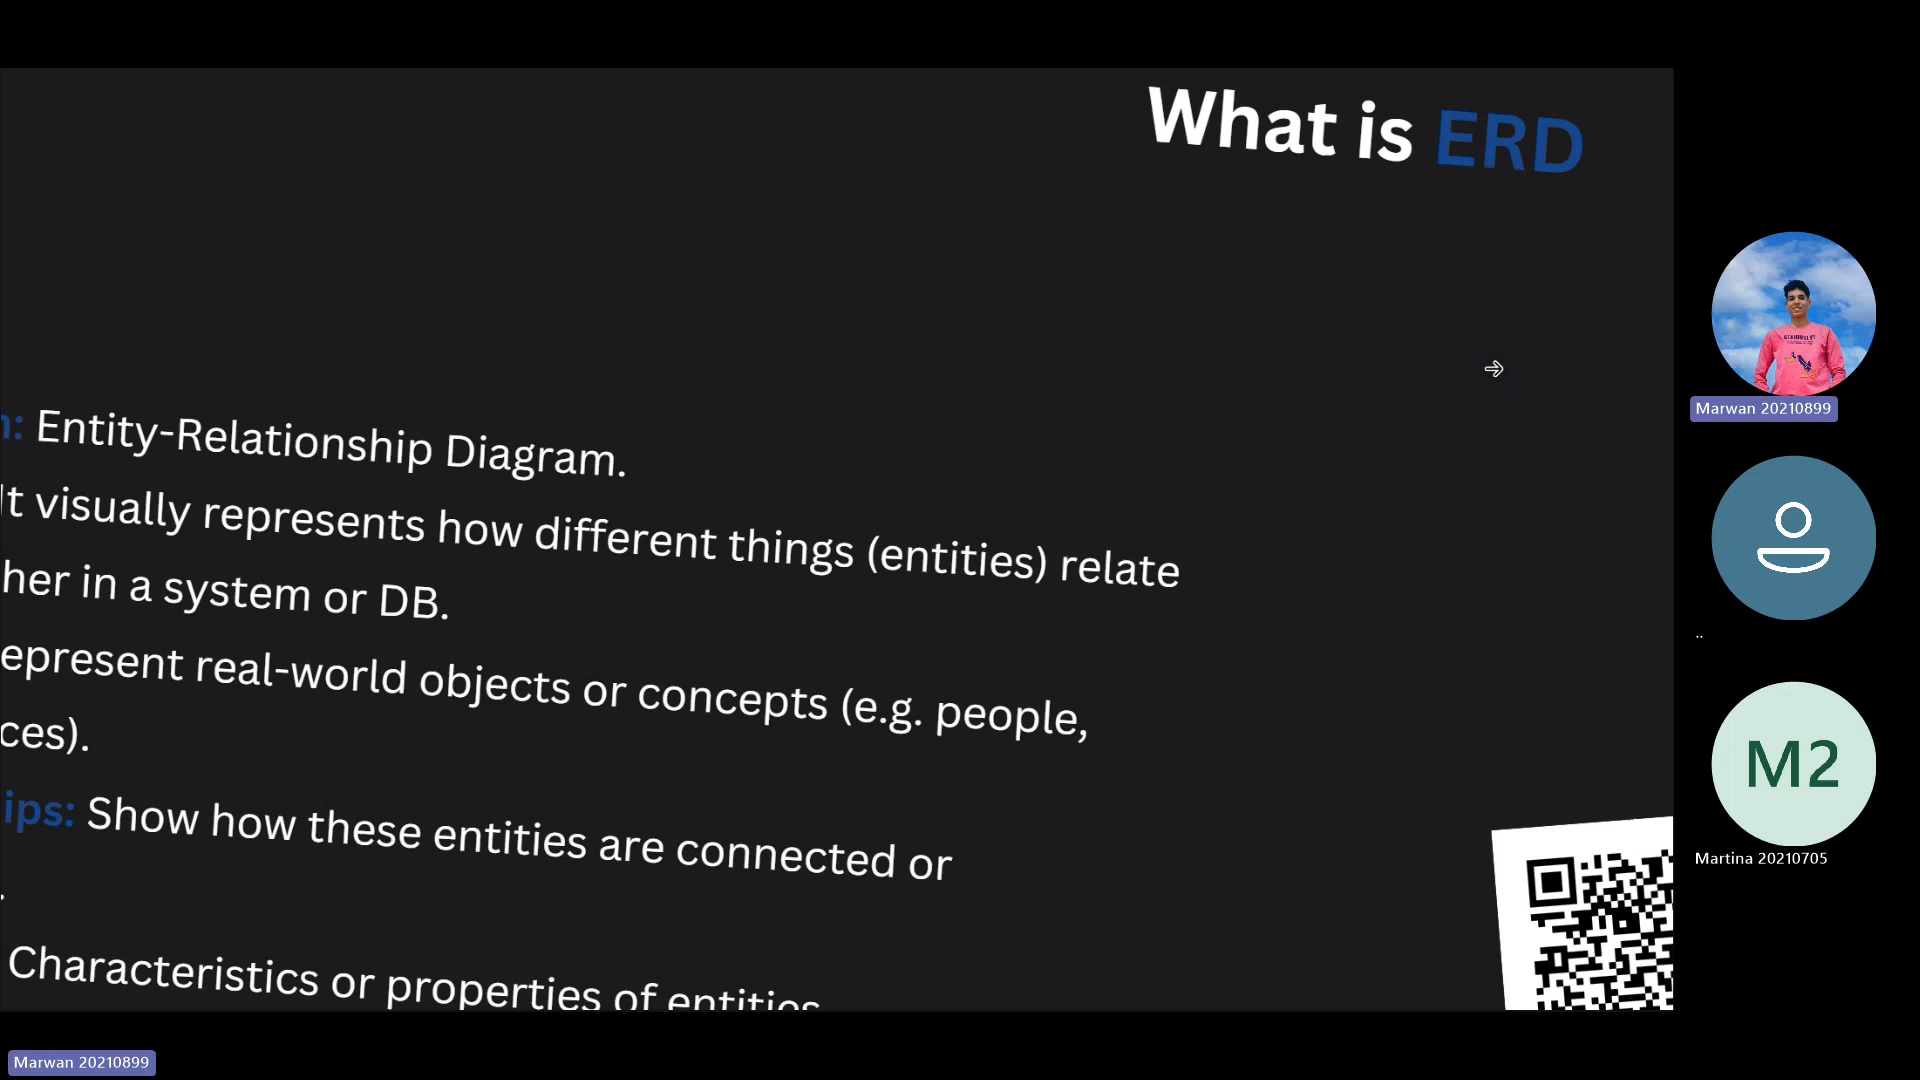 What is ERD
: Entity-Relationship Diagram.
It visually represents how different things (entities) relate
her in a system or DB.
epresent real-world objects or concepts (e.g. people,
ces).
ips: Show how these entities are connected or
.
Characteristics or properties of entities
Marwan 20210899
..
M2
Martina 20210705
Marwan 20210899